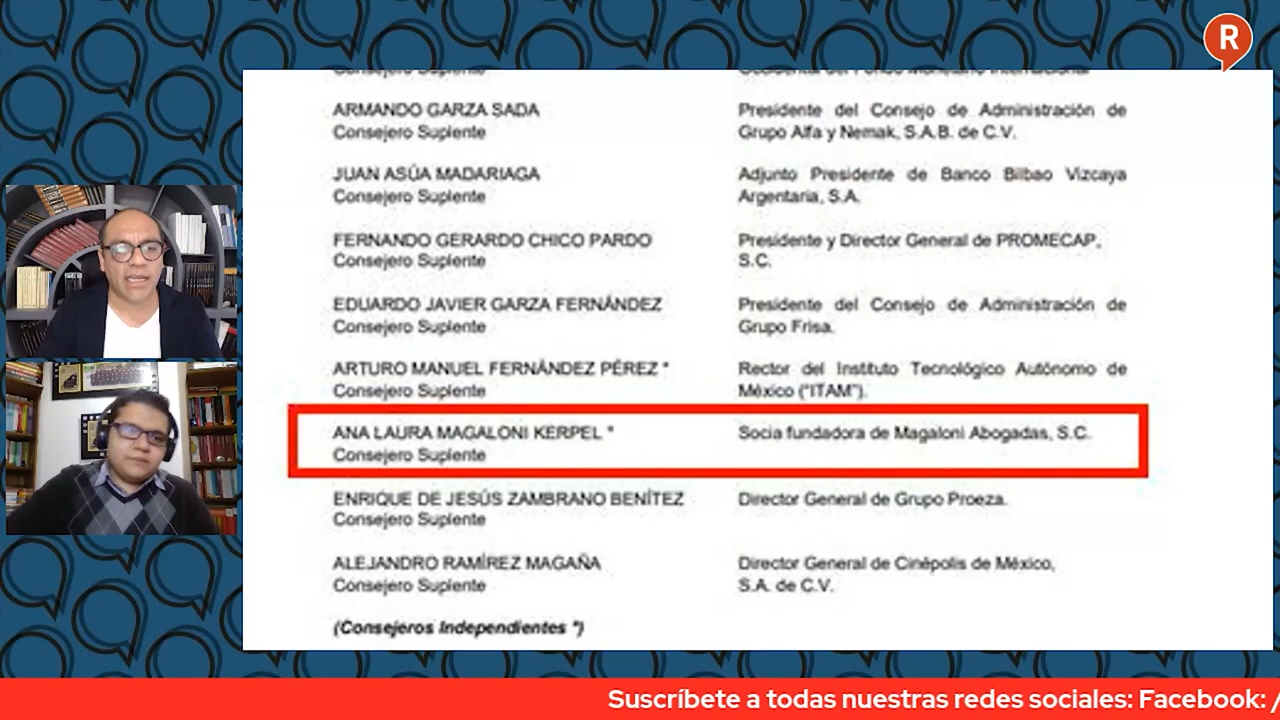 R
ARMANDO GARZA SADA
Consejero Suplente
Presidente del Consejo de Administración de
Grupo Alfa y Nemak, S.A.B. de C.V.
JUAN ASÚA MADARIAGA
Consejero Suplente
Adjunto Presidente de Banco Bilbao Vizcaya
Argentaria, S.A.
FERNANDO GERARDO CHICO PARDO
Consejero Suplente
Presidente y Director General de PROMECAP,
S.C.
EDUARDO JAVIER GARZA FERNÁNDEZ
Consejero Suplente
Presidente del Consejo de Administración de
Grupo Frisa.
ARTURO MANUEL FERNÁNDEZ PÉREZ *
Consejero Suplente
Rector del Instituto Tecnológico Autónomo de
México ("ITAM").
ANA LAURA MAGALONI KERPEL *
Consejero Suplente
Socia fundadora de Magaloni Abogadas, S.C.
ENRIQUE DE JESÚS ZAMBRANO BENÍTEZ
Consejero Suplente
Director General de Grupo Proeza.
ALEJANDRO RAMÍREZ MAGAÑA
Consejero Suplente
Director General de Cinépolis de México,
S.A. de C.V.
(Consejeros Independientes *)
Suscríbete a todas nuestras redes sociales: Facebook: /